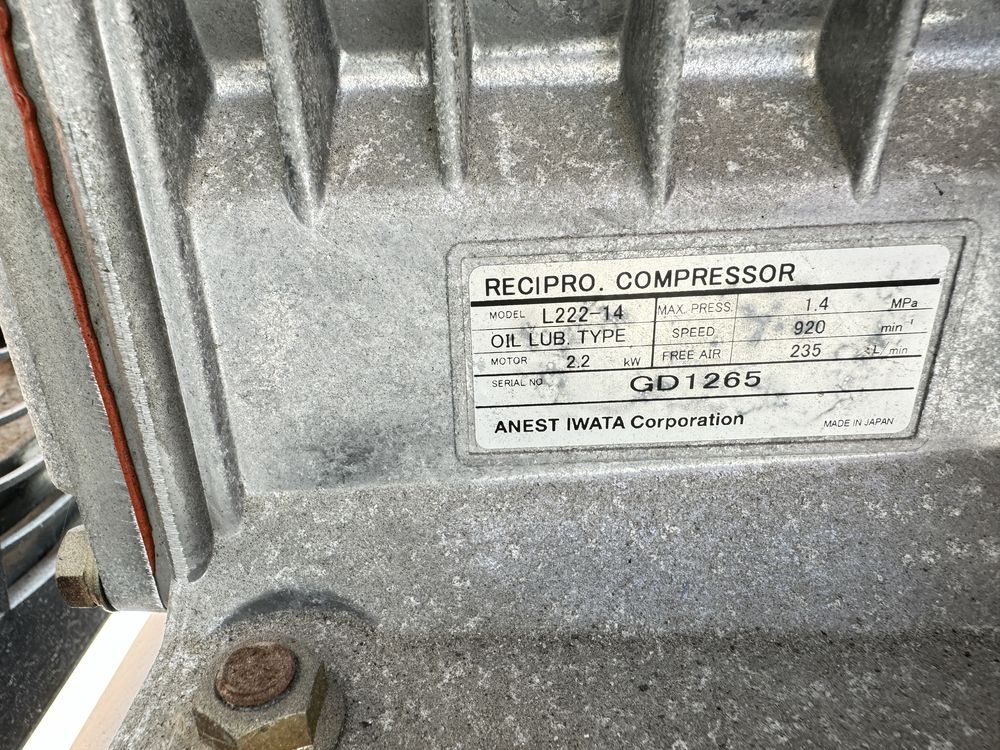 RECIPRO. COMPRESSOR
MODEL L222-14 MAX. PRESS. 1.4 MPa
OIL LUB. TYPE SPEED 920 min⁻¹
MOTOR 2.2 kW FREE AIR 235 L/min
SERIAL NO. GD1265
ANEST IWATA Corporation MADE IN JAPAN